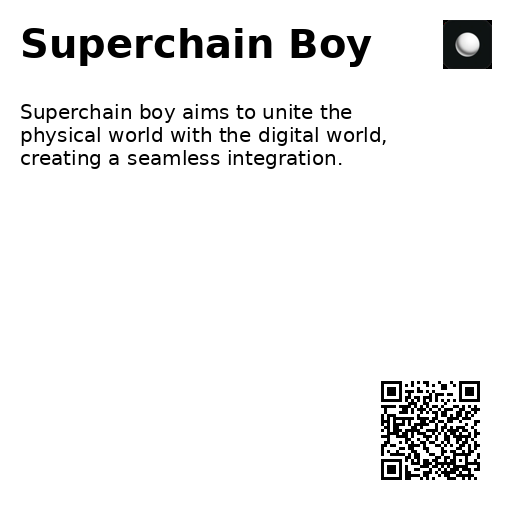 Superchain Boy
Superchain boy aims to unite the
physical world with the digital world,
creating a seamless integration.